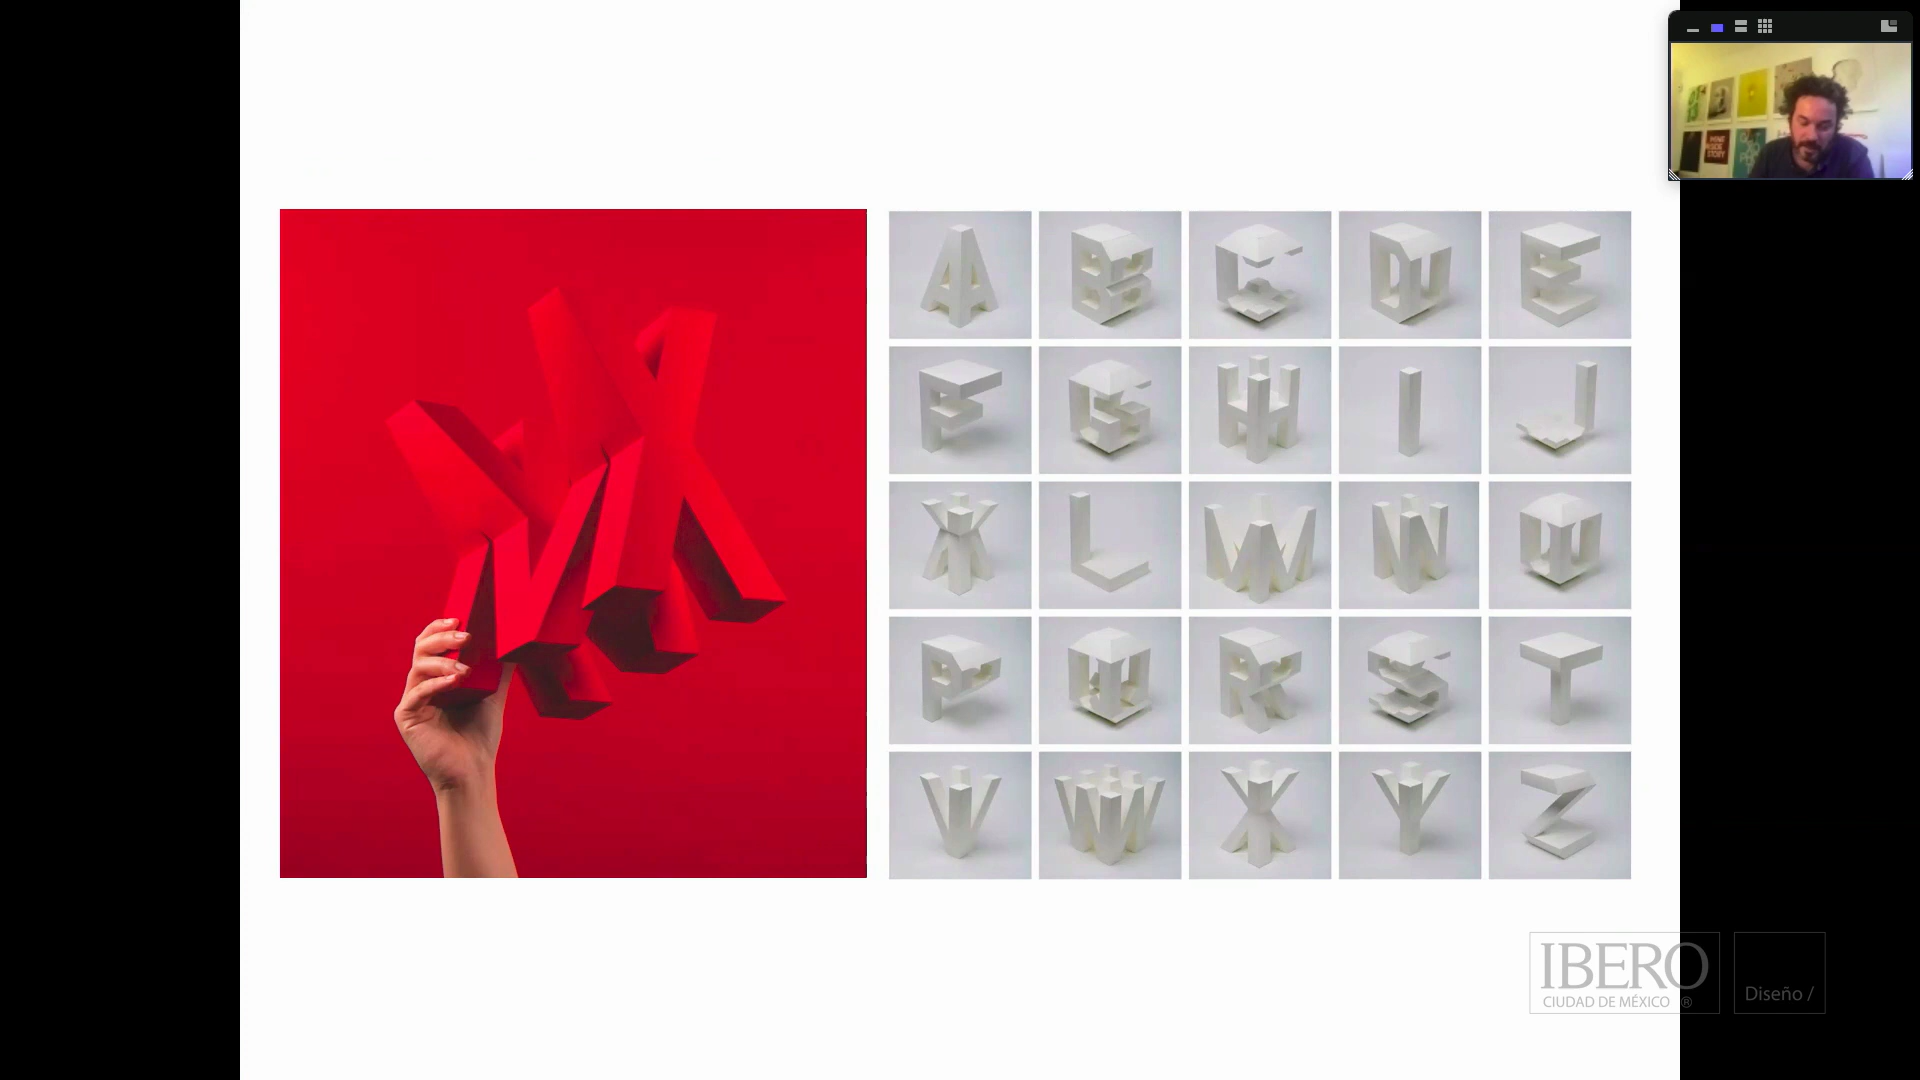 A B C D E
F G H I J
K L M N O
P Q R S T
V W X Y Z
IBERO
CIUDAD DE MÉXICO ®
Diseño /